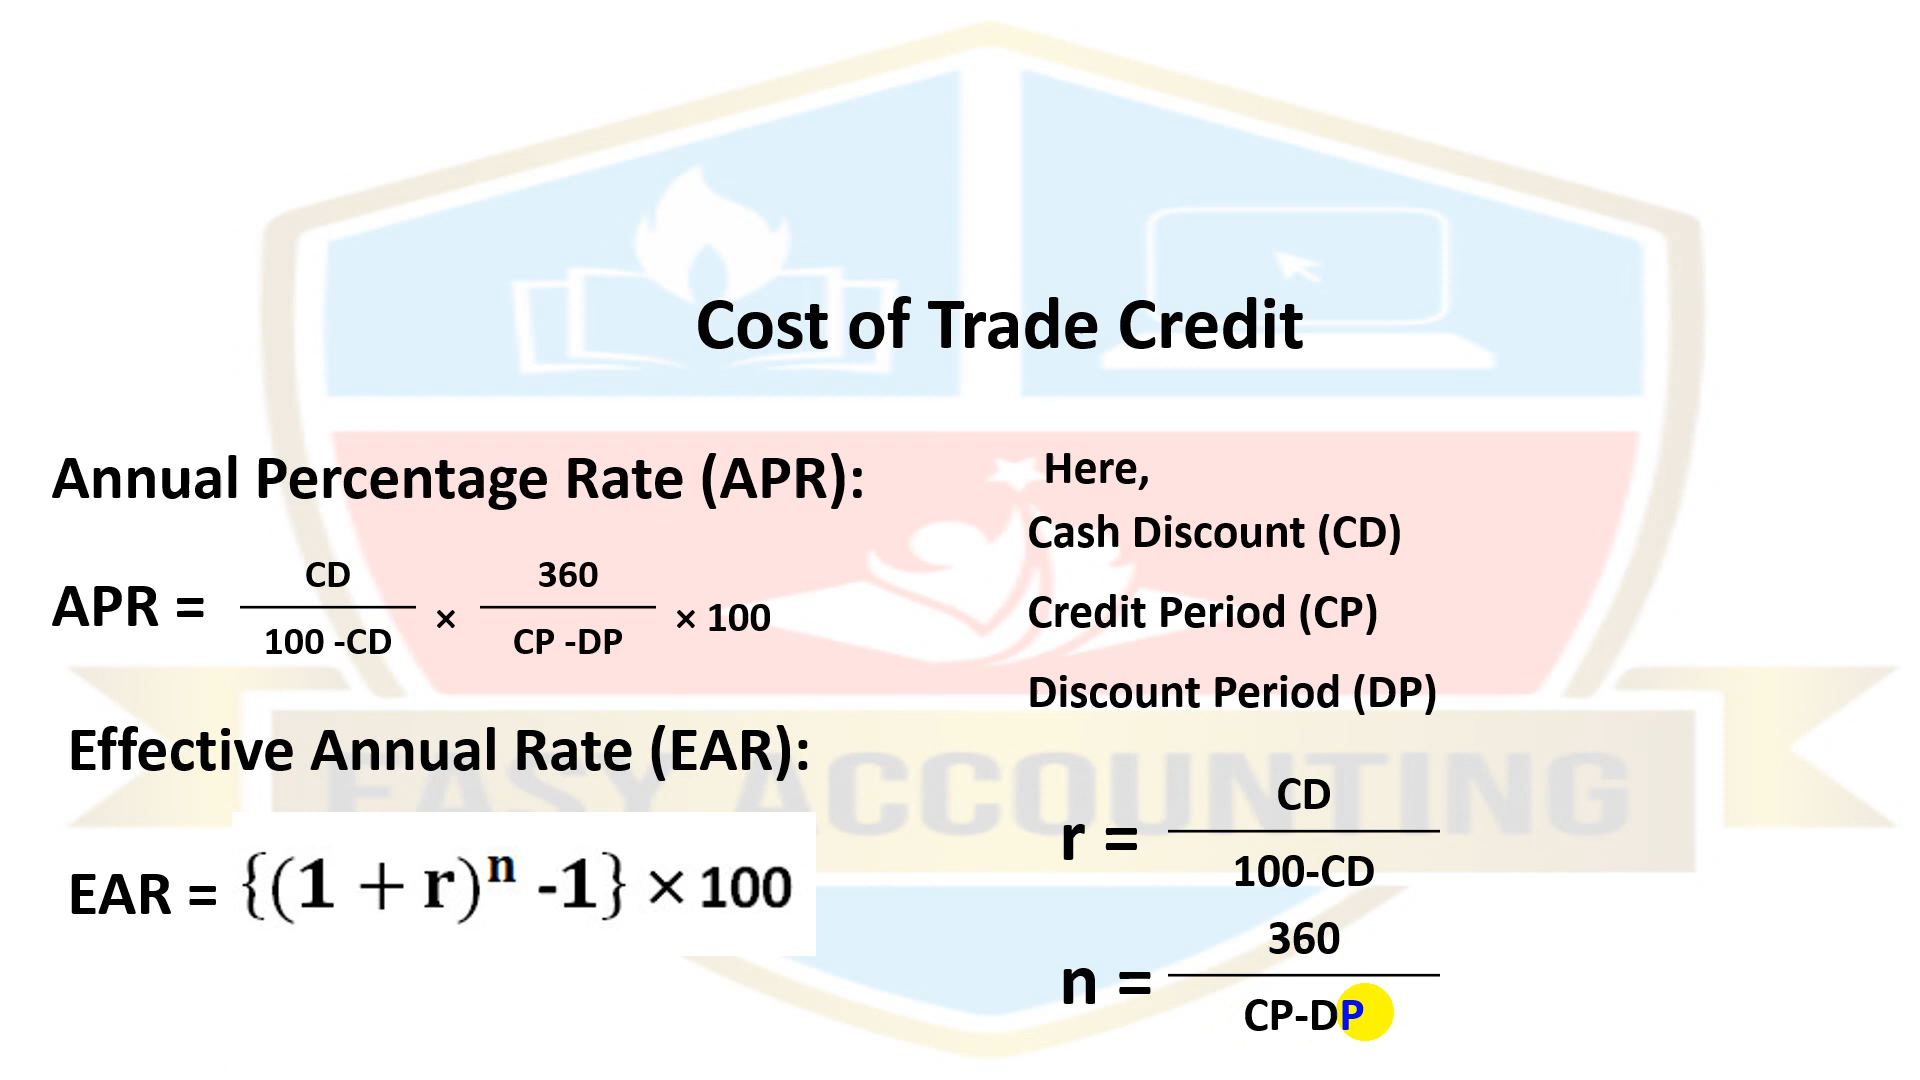 Cost of Trade Credit
Annual Percentage Rate (APR):
APR = CD / 100 -CD × 360 / CP -DP × 100
Effective Annual Rate (EAR):
EAR = {(1 + r)^n -1} × 100
Here,
Cash Discount (CD)
Credit Period (CP)
Discount Period (DP)
r = CD / 100-CD
n = 360 / CP-DP
EASY ACCOUNTING